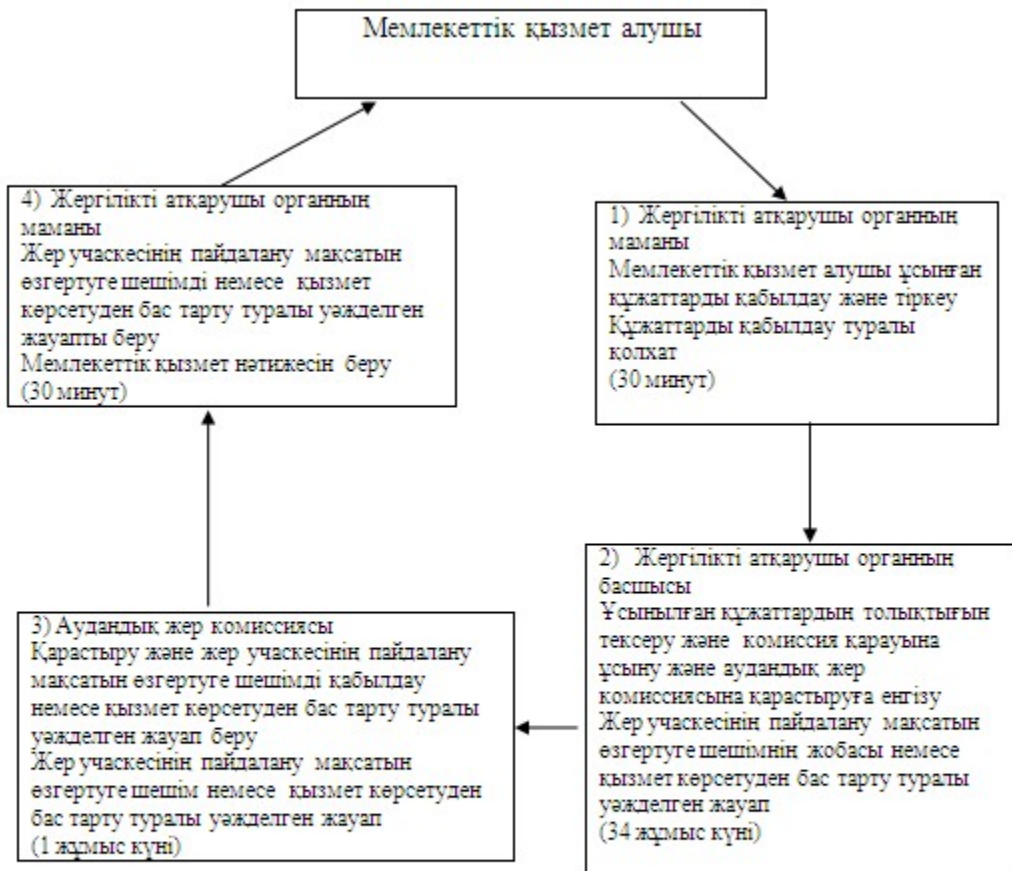 Мемлекеттік қызмет алушы
1) Жергілікті атқарушы органның
маманы
Мемлекеттік қызмет алушы ұсынған
құжаттарды қабылдау және тіркеу
Құжаттарды қабылдау туралы
қолхат
(30 минут)
2) Жергілікті атқарушы органның
басшысы
Ұсынылған құжаттардың толықтығын
тексеру және комиссия қарауына
ұсыну және аудандық жер
комиссиясына қарастыруға енгізу
Жер учаскесінің пайдалану мақсатын
өзгертуге шешімнің жобасы немесе
қызмет көрсетуден бас тарту туралы
уәжделген жауап
(34 жұмыс күні)
3) Аудандық жер комиссиясы
Қарастыру және жер учаскесінің пайдалану
мақсатын өзгертуге шешімді қабылдау
немесе қызмет көрсетуден бас тарту туралы
уәжделген жауап беру
Жер учаскесінің пайдалану мақсатын
өзгертуге шешім немесе қызмет көрсетуден
бас тарту туралы уәжделген жауап
(1 жұмыс күні)
4) Жергілікті атқарушы органның
маманы
Жер учаскесінің пайдалану мақсатын
өзгертуге шешімді немесе қызмет
көрсетуден бас тарту туралы уәжделген
жауапты беру
Мемлекеттік қызмет нәтижесін беру
(30 минут)